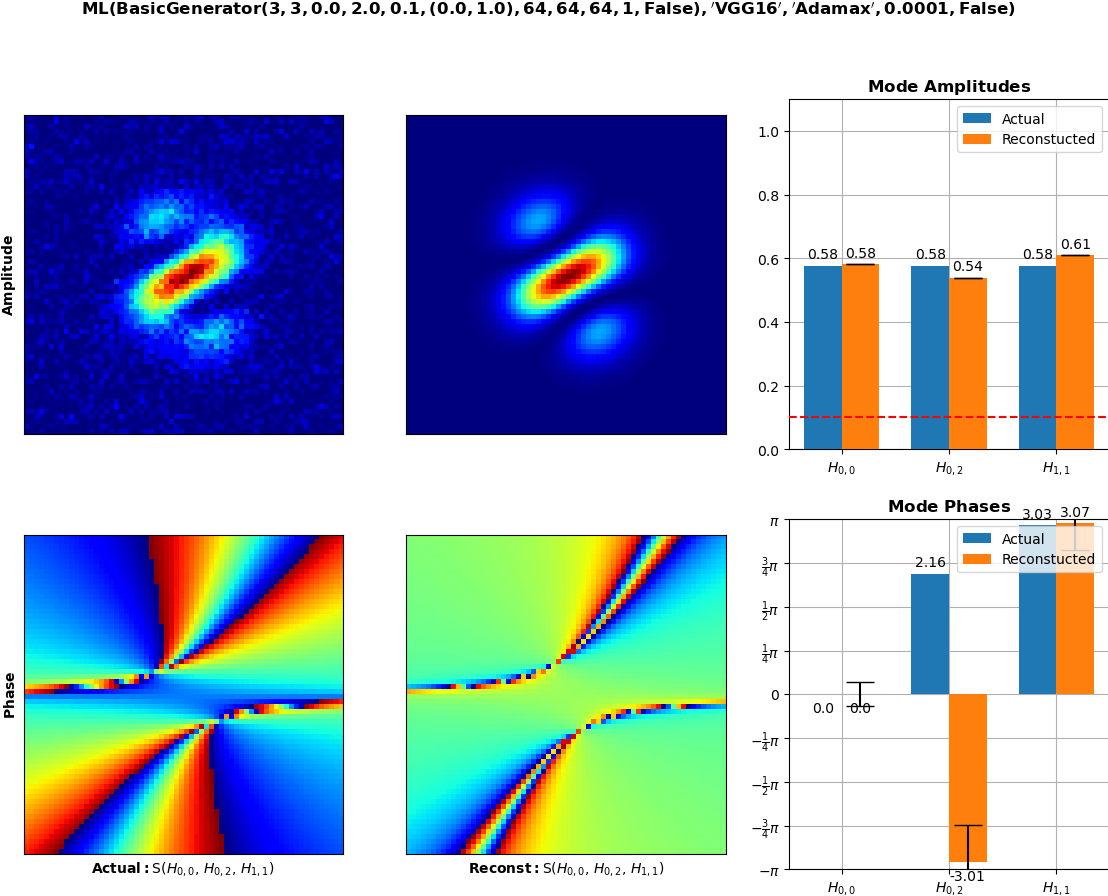 ML(BasicGenerator(3, 3, 0.0, 2.0, 0.1, (0.0, 1.0), 64, 64, 64, 1, False), ′VGG16′, ′Adamax′, 0.0001, False)
Amplitude
Mode Amplitudes
Actual
Reconstucted
1.0
0.8
0.6
0.4
0.2
0.0
0.58 0.58
0.58 0.54
0.58 0.61
H0,0 H0,2 H1,1
Phase
Actual: S(H0,0, H0,2, H1,1)
Reconst: S(H0,0, H0,2, H1,1)
Mode Phases
Actual
Reconstucted
π
3/4π
1/2π
1/4π
0
−1/4π
−1/2π
−3/4π
−π
0.0 0.0
2.16 -3.01
3.03 3.07
H0,0 H0,2 H1,1